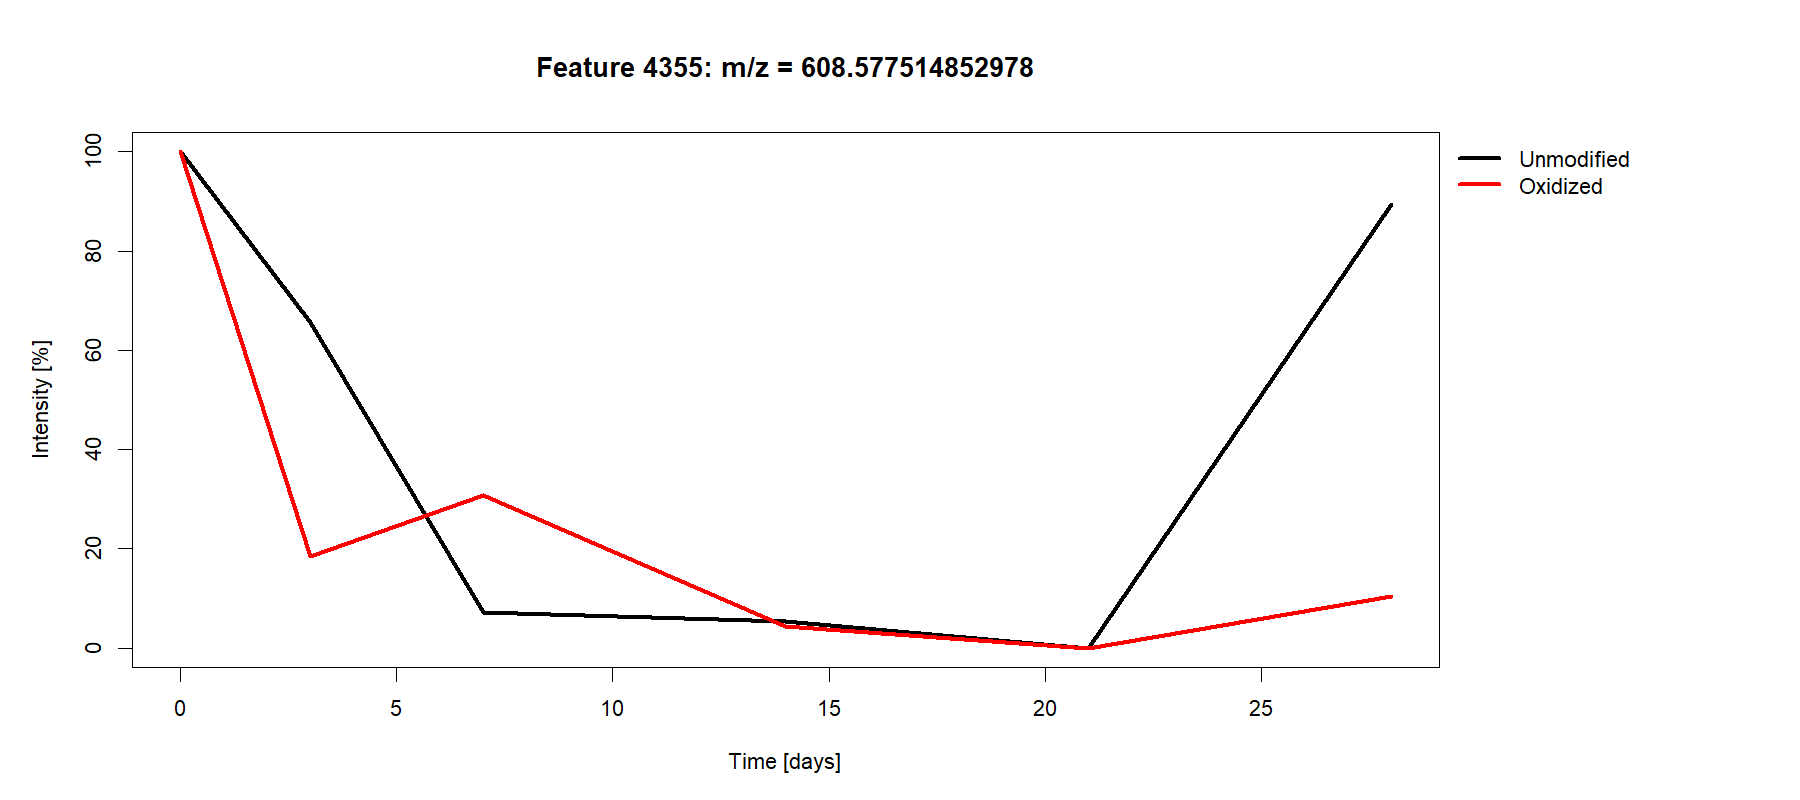 Feature 4355: m/z = 608.577514852978
Unmodified
Oxidized
Intensity [%]
100
80
60
40
20
0
0 5 10 15 20 25
Time [days]